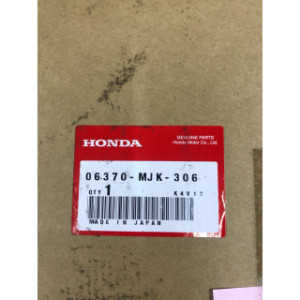 GENUINE PARTS
Honda Motor Co., Ltd.
HONDA
06370-MJK-306
QTY 1
MADE IN JAPAN